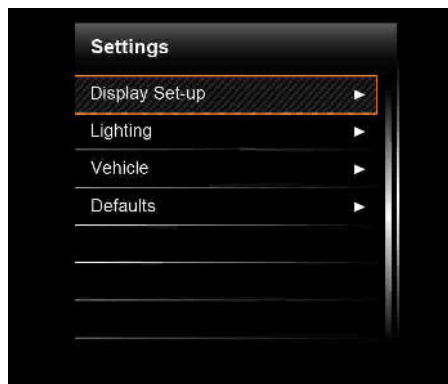 Settings
Display Set-up
Lighting
Vehicle
Defaults